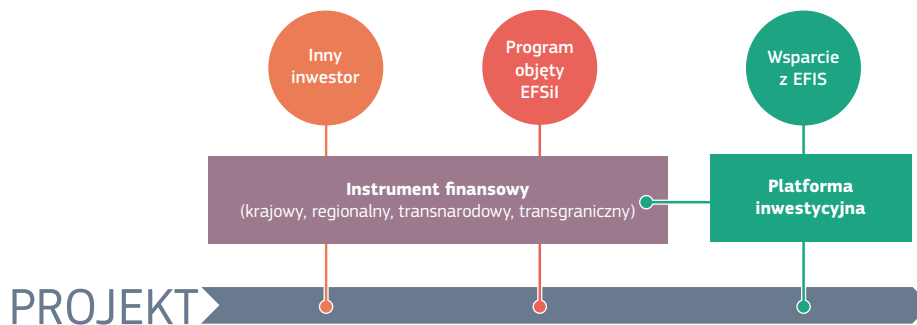 Inny
inwestor
Program
objęty
EFSiI
Wsparcie
z EFIS
Instrument finansowy
(krajowy, regionalny, transnarodowy, transgraniczny)
Platforma
inwestycyjna
PROJEKT